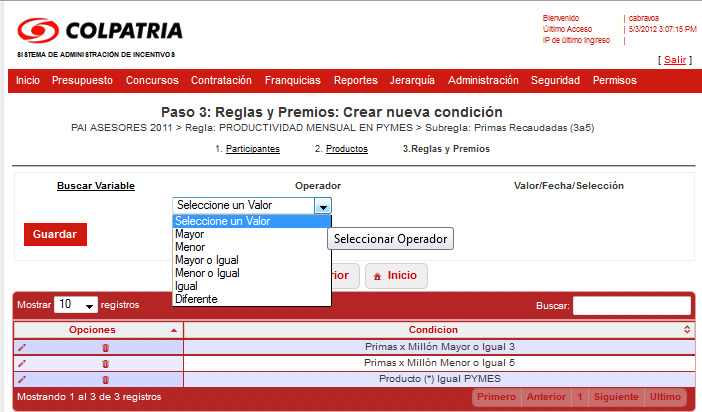 COLPATRIA
SISTEMA DE ADMINISTRACIÓN DE INCENTIVOS
Bienvenido | cabravoa
Último Acceso | 5/3/2012 3:07:15 PM
IP de último Ingreso |
[ Salir ]
Inicio Presupuesto Concursos Contratación Franquicias Reportes Jerarquía Administración Seguridad Permisos
Paso 3: Reglas y Premios: Crear nueva condición
PAI ASESORES 2011 > Regla: PRODUCTIVIDAD MENSUAL EN PYMES > Subregla: Primas Recaudadas (3a5)
1. Participantes 2. Productos 3.Reglas y Premios
Buscar Variable Operador Valor/Fecha/Selección
Seleccione un Valor
Seleccione un Valor
Mayor
Menor
Mayor o Igual
Menor o Igual
Igual
Diferente
Guardar
Seleccionar Operador
rior Inicio
Mostrar 10 registros Buscar:
Opciones Condicion
Primas x Millón Mayor o Igual 3
Primas x Millón Menor o Igual 5
Producto (*) Igual PYMES
Mostrando 1 al 3 de 3 registros Primero Anterior 1 Siguiente Ultimo